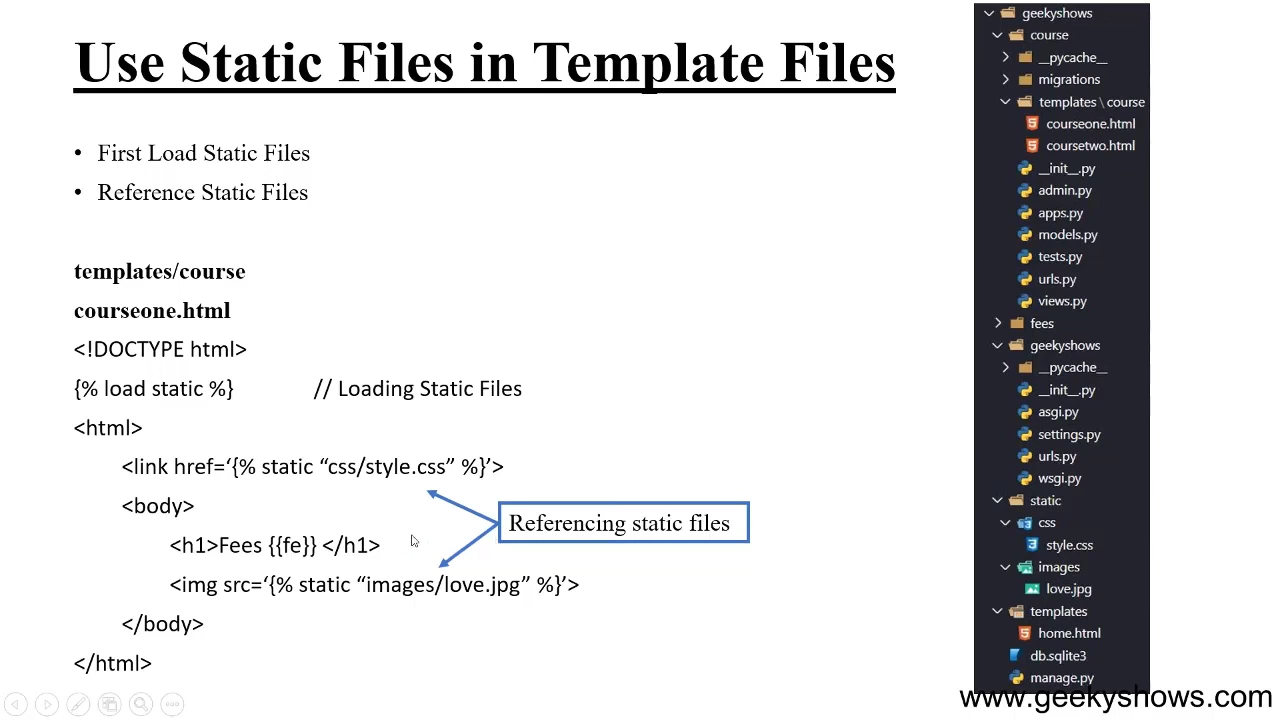 Use Static Files in Template Files
• First Load Static Files
• Reference Static Files
templates/course
courseone.html
<!DOCTYPE html>
{% load static %} // Loading Static Files
<html>
<link href=‘{% static “css/style.css” %}’>
<body>
Referencing static files
<h1>Fees {{fe}} </h1>
<img src=‘{% static “images/love.jpg” %}’>
</body>
</html>
geekyshows
course
__pycache__
migrations
templates \ course
courseone.html
coursetwo.html
__init__.py
admin.py
apps.py
models.py
tests.py
urls.py
views.py
fees
geekyshows
__pycache__
__init__.py
asgi.py
settings.py
urls.py
wsgi.py
static
css
style.css
images
love.jpg
templates
home.html
db.sqlite3
manage.py
www.geekyshows.com